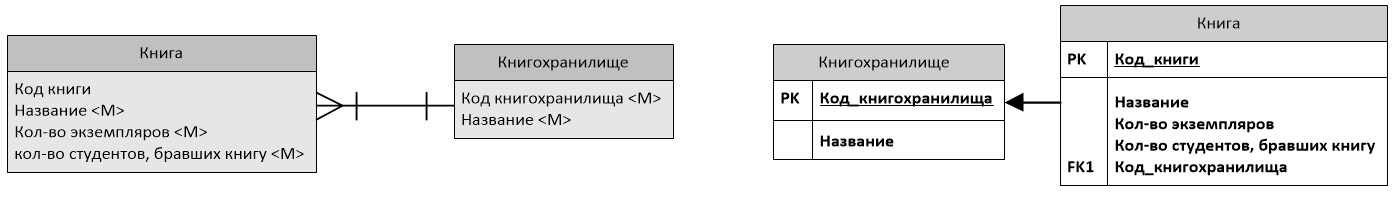 Книга
Код книги
Название <M>
Кол-во экземпляров <M>
кол-во студентов, бравших книгу <M>
Книгохранилище
Код книгохранилища <M>
Название <M>
Книгохранилище
PK Код_книгохранилища
Название
Книга
PK Код_книги
Название
Кол-во экземпляров
Кол-во студентов, бравших книгу
FK1 Код_книгохранилища